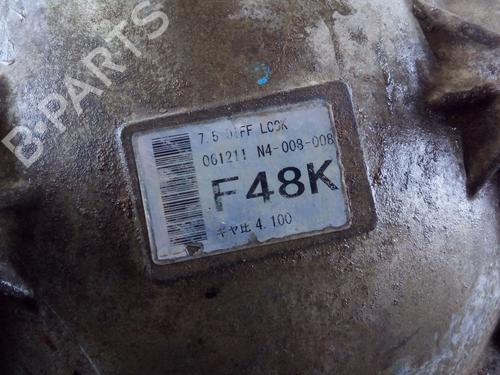 B-PARTS
7.5 DIFF LOCK
061211 N4-008-008
F48K
ギヤ比 4.100